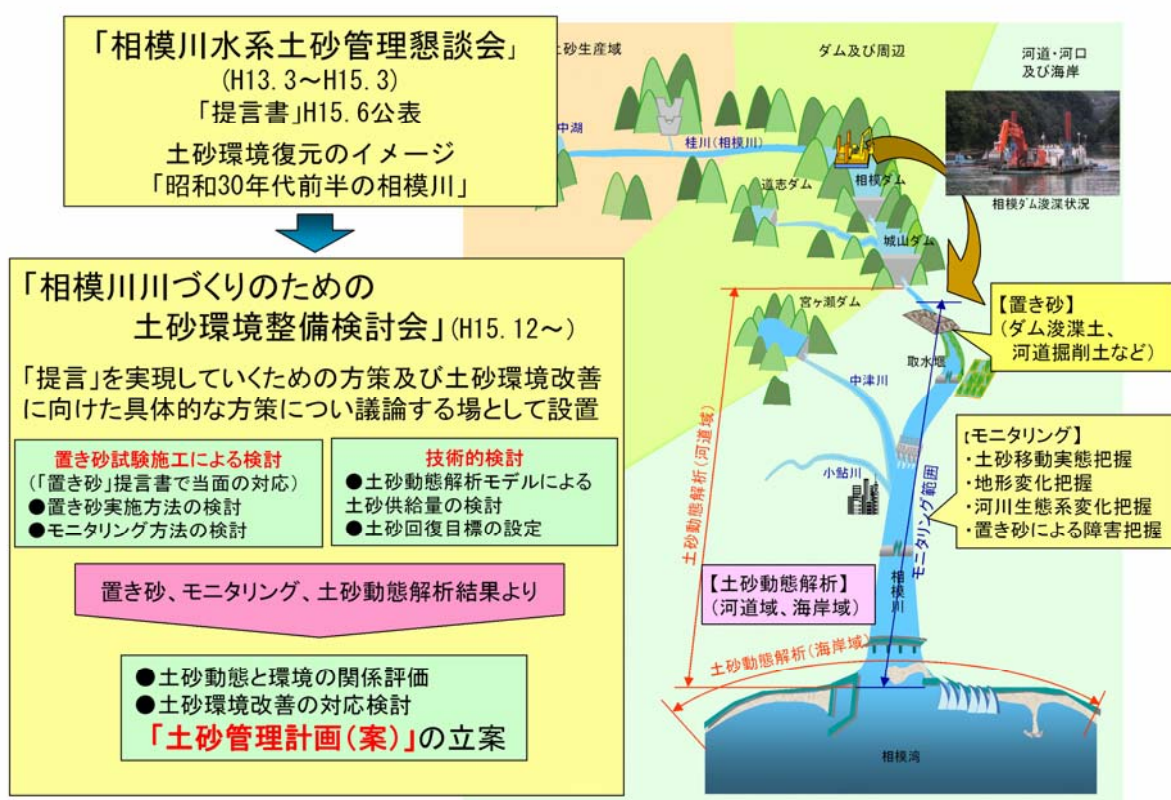 「相模川水系土砂管理懇談会」
(H13.3～H15.3)
「提言書」H15.6公表
土砂環境復元のイメージ
「昭和30年代前半の相模川」
「相模川川づくりのための
土砂環境整備検討会」(H15.12～)
「提言」を実現していくための方策及び土砂環境改善
に向けた具体的な方策につい議論する場として設置
置き砂試験施工による検討
(「置き砂」提言書で当面の対応)
●置き砂実施方法の検討
●モニタリング方法の検討
技術的検討
●土砂動態解析モデルによる
土砂供給量の検討
●土砂回復目標の設定
置き砂、モニタリング、土砂動態解析結果より
●土砂動態と環境の関係評価
●土砂環境改善の対応検討
「土砂管理計画(案)」の立案
土砂生産域
ダム及び周辺
河道・河口
及び海岸
中湖
桂川(相模川)
道志ダム
相模ダム
相模ダム浚渫状況
城山ダム
宮ヶ瀬ダム
【置き砂】
(ダム浚渫土、
河道掘削土など)
取水堰
中津川
小鮎川
【モニタリング】
・土砂移動実態把握
・地形変化把握
・河川生態系変化把握
・置き砂による障害把握
土砂動態解析(河道域)
モニタリング範囲
【土砂動態解析】
(河道域、海岸域)
相模川
土砂動態解析(海岸域)
相模湾